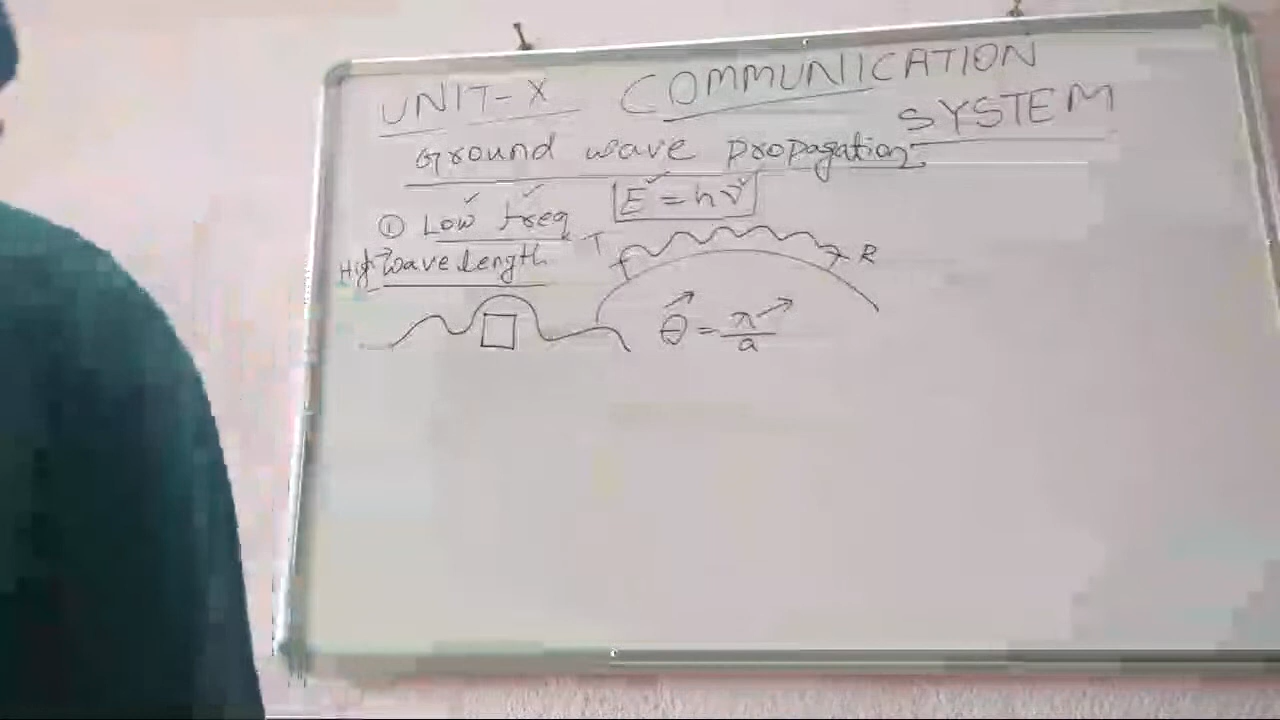 UNIT-X COMMUNICATION
SYSTEM
Ground wave propagation
① Low freq
E = hν
High wave length
T
R
θ = λ
a